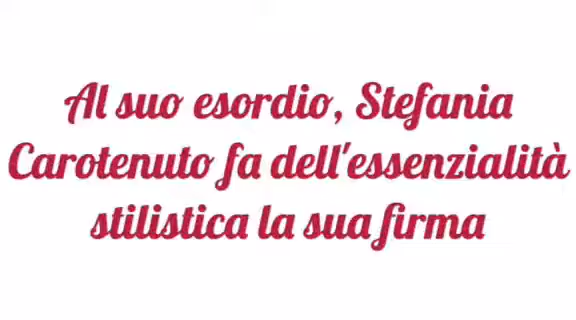 Al suo esordio, Stefania
Carotenuto fa dell'essenzialità
stilistica la sua firma